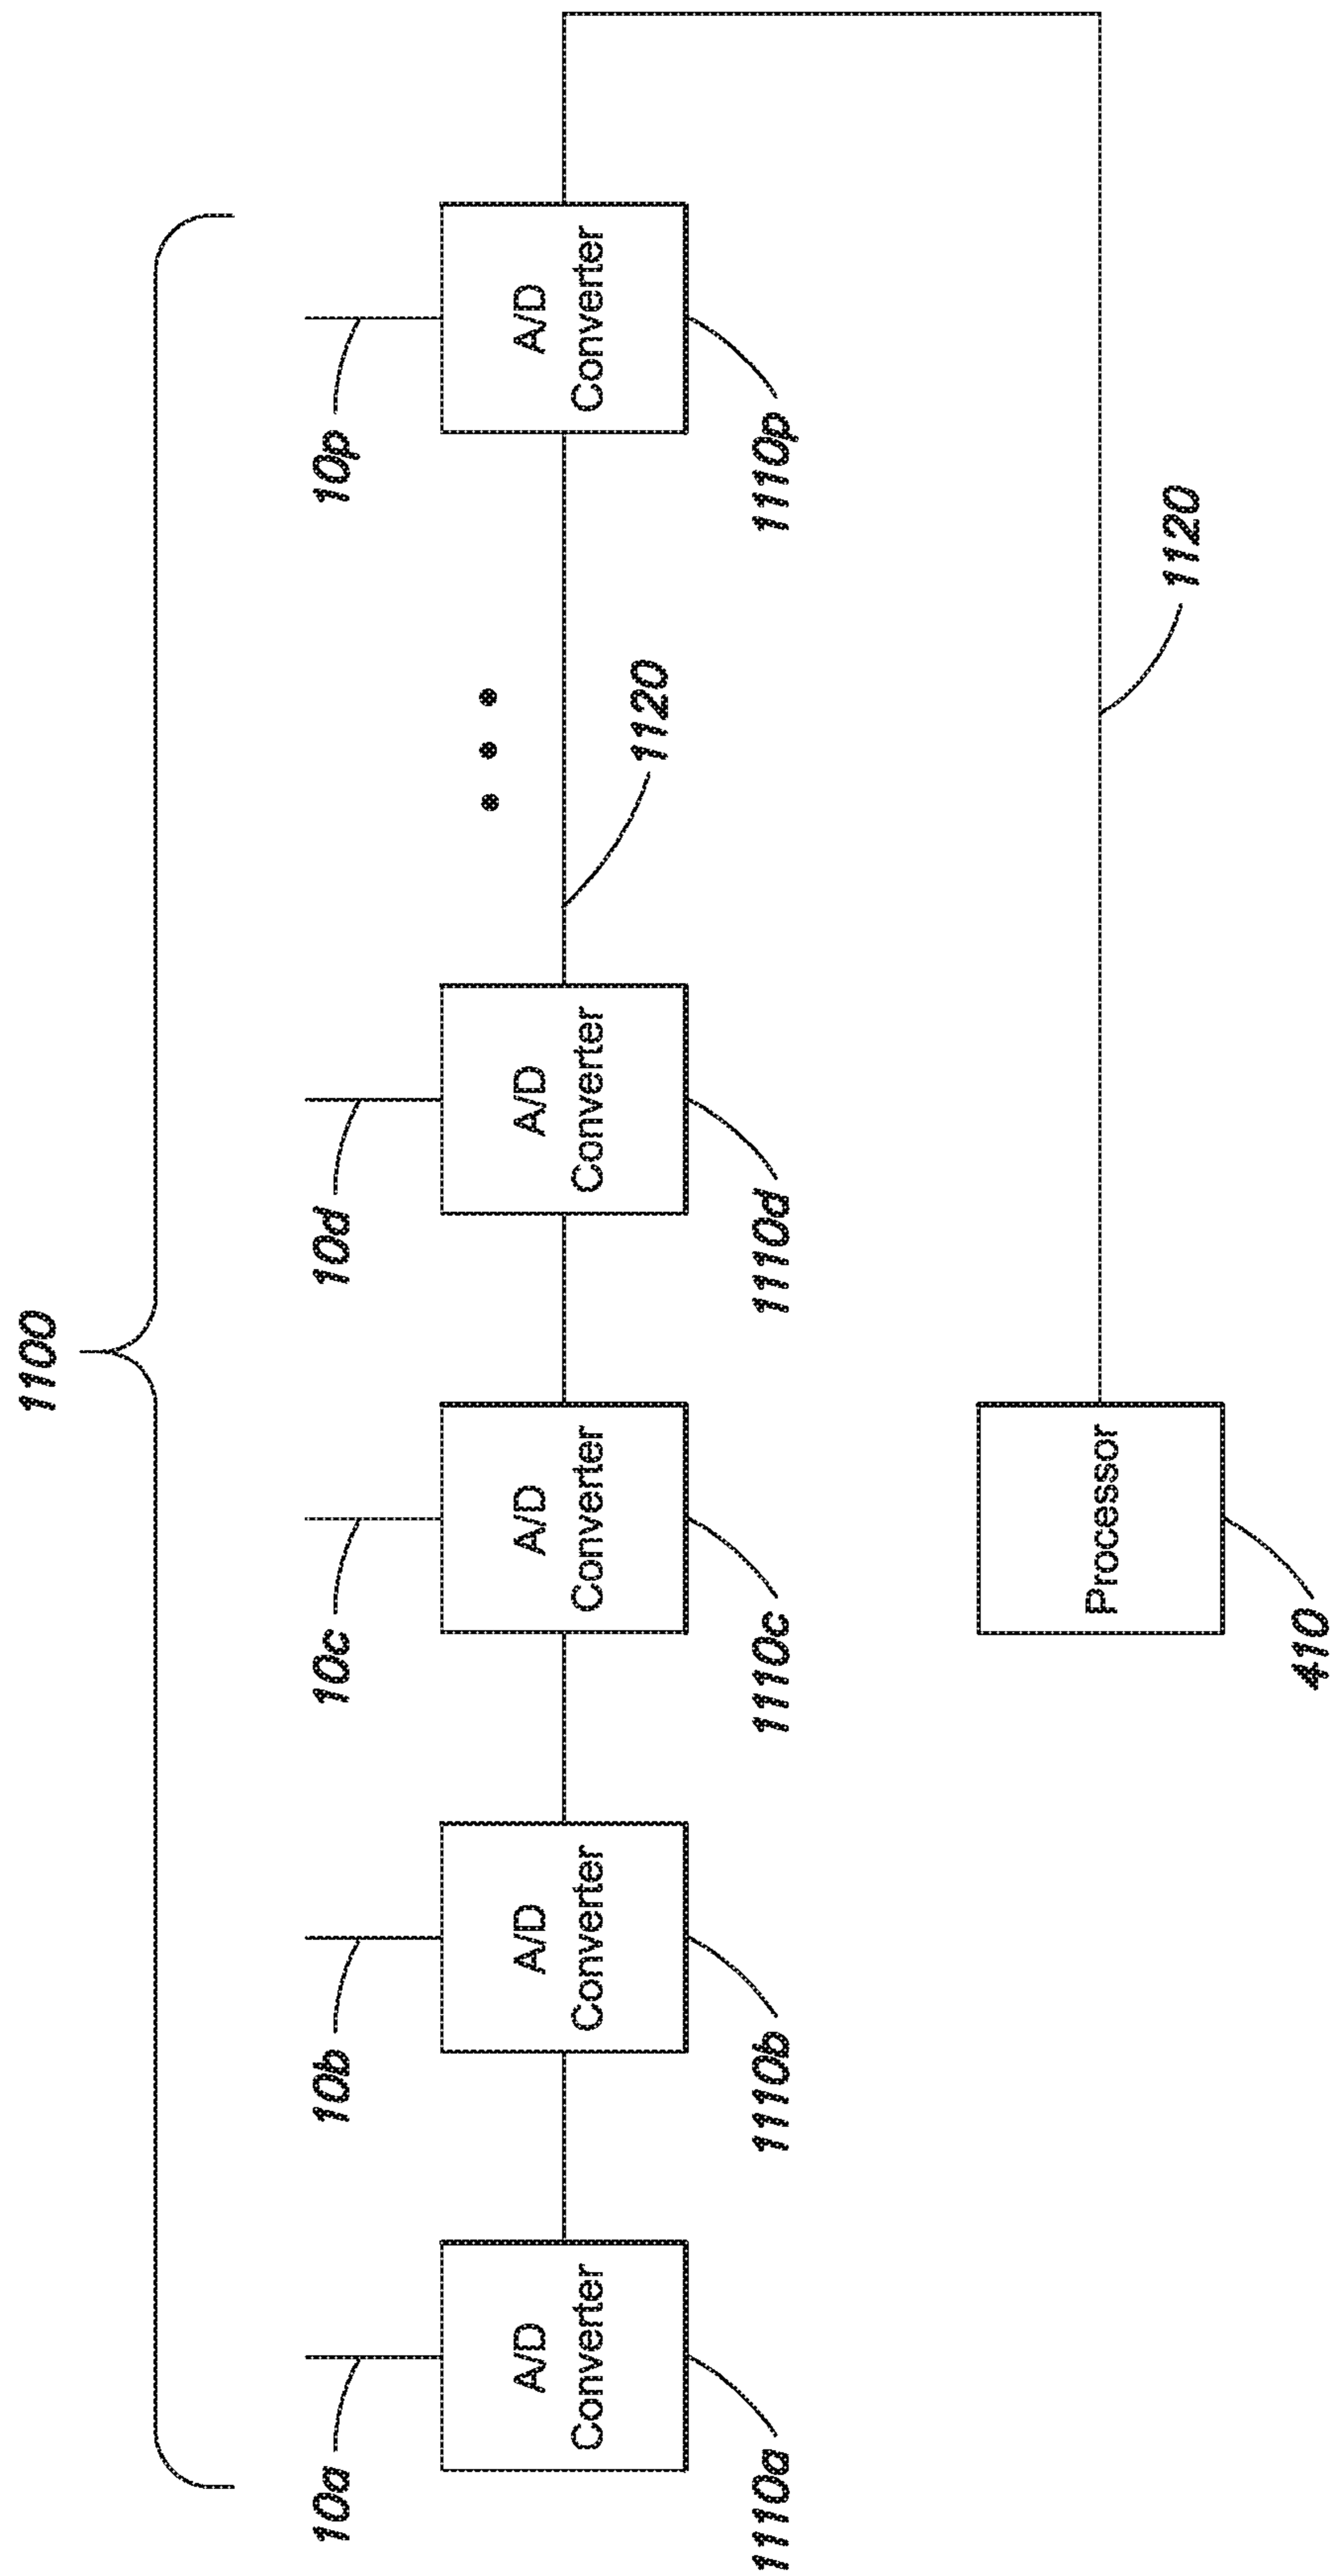 1100
10a
10b
10c
10d
10p
A/D
Converter
A/D
Converter
A/D
Converter
A/D
Converter
A/D
Converter
1110a
1110b
1110c
1110d
1120
1110p
Processor
410
1120